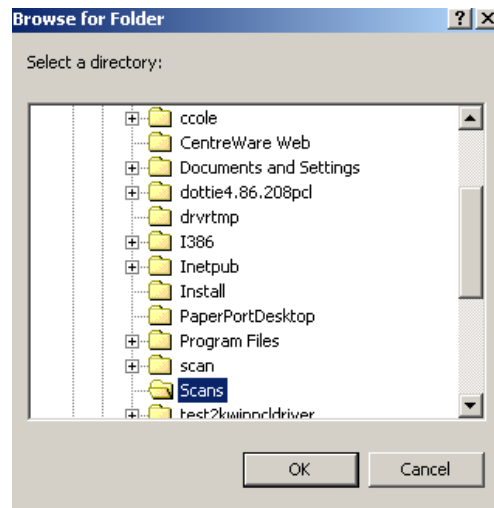 Browse for Folder
Select a directory:
ccole
CentreWare Web
Documents and Settings
dottie4.86.208pcl
drvrtmp
I386
Inetpub
Install
PaperPortDesktop
Program Files
scan
Scans
test2kwinpcldriver
OK Cancel